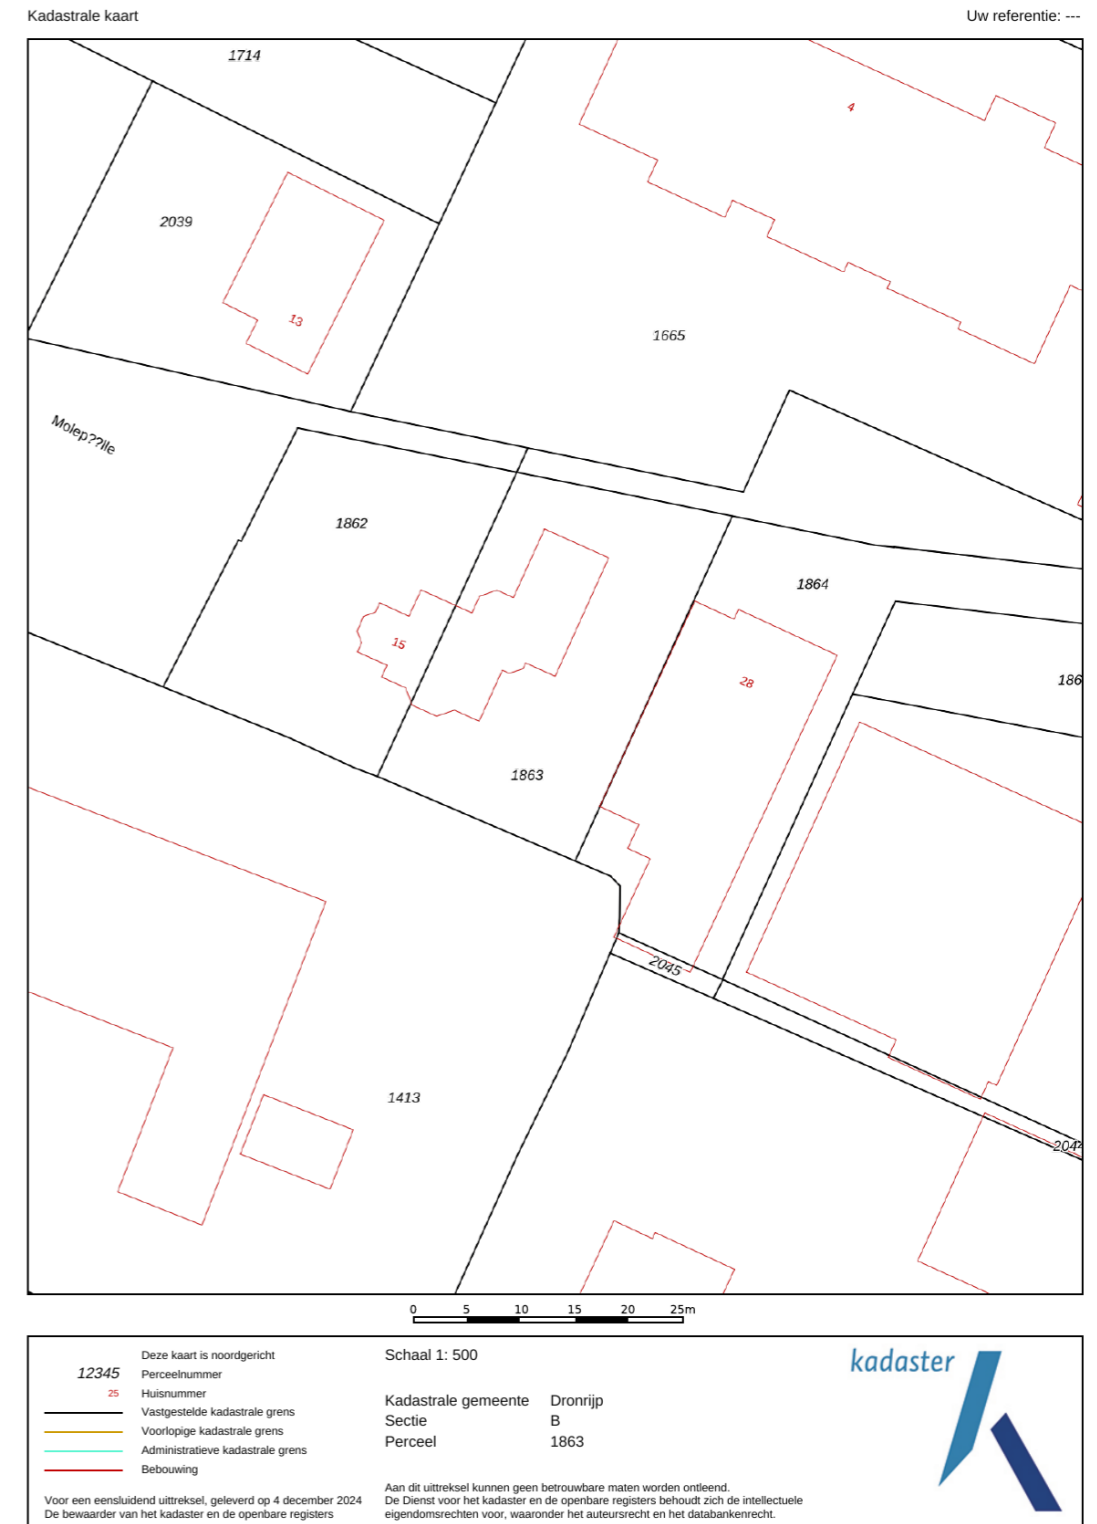 Kadastrale kaart
Uw referentie: ---
1714
4
2039
13
1665
Molep??lle
1862
1864
15
28
186
1863
2045
1413
204
0 5 10 15 20 25m
Deze kaart is noordgericht
12345 Perceelnummer
25 Huisnummer
Vastgestelde kadastrale grens
Voorlopige kadastrale grens
Administratieve kadastrale grens
Bebouwing
Voor een eensluidend uittreksel, geleverd op 4 december 2024
De bewaarder van het kadaster en de openbare registers
Schaal 1: 500
Kadastrale gemeente Dronrijp
Sectie B
Perceel 1863
Aan dit uittreksel kunnen geen betrouwbare maten worden ontleend.
De Dienst voor het kadaster en de openbare registers behoudt zich de intellectuele
eigendomsrechten voor, waaronder het auteursrecht en het databankenrecht.
kadaster